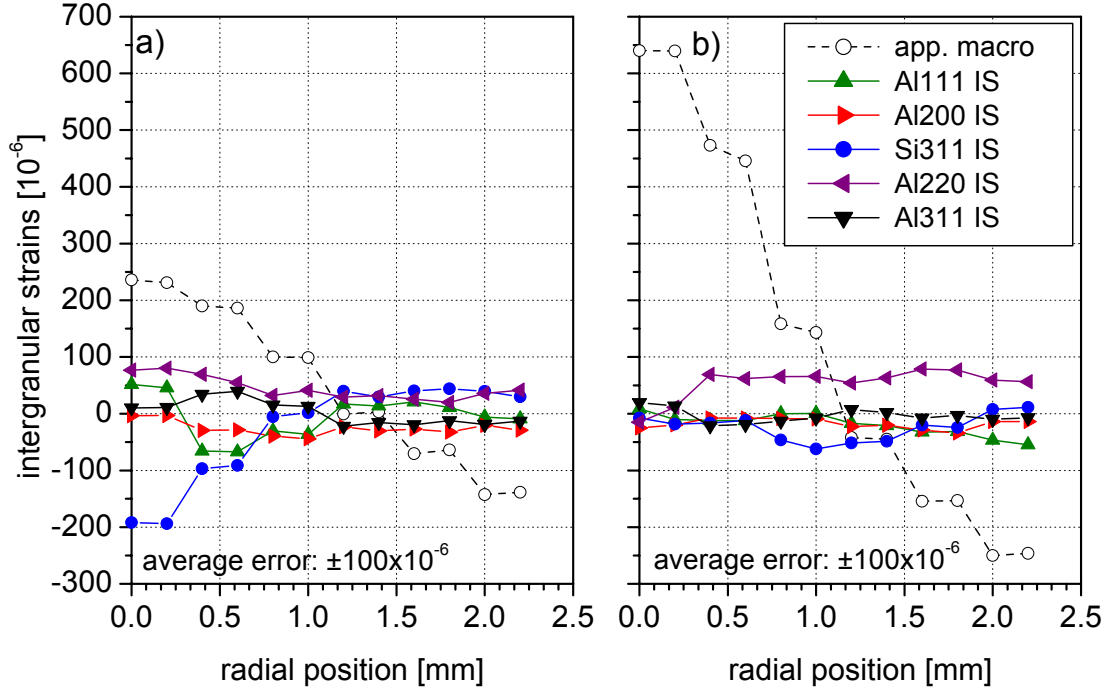 700
600
500
400
300
200
100
0
-100
-200
-300
intergranular strains [10⁻⁶]
a)
average error: ±100x10⁻⁶
0.0 0.5 1.0 1.5 2.0 2.5
radial position [mm]
b)
app. macro
Al111 IS
Al200 IS
Si311 IS
Al220 IS
Al311 IS
average error: ±100x10⁻⁶
0.0 0.5 1.0 1.5 2.0 2.5
radial position [mm]